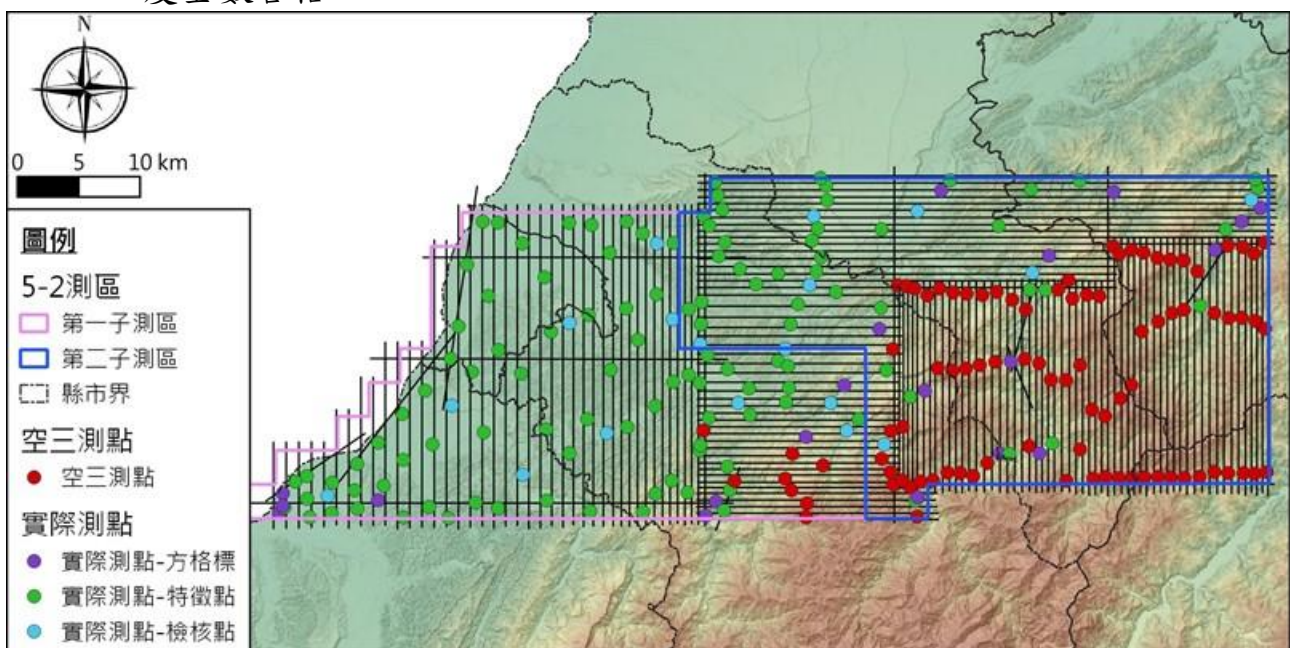 N
0 5 10 km
圖例
5-2測區
第一子測區
第二子測區
縣市界
空三測點
空三測點
實際測點
實際測點-方格標
實際測點-特徵點
實際測點-檢核點